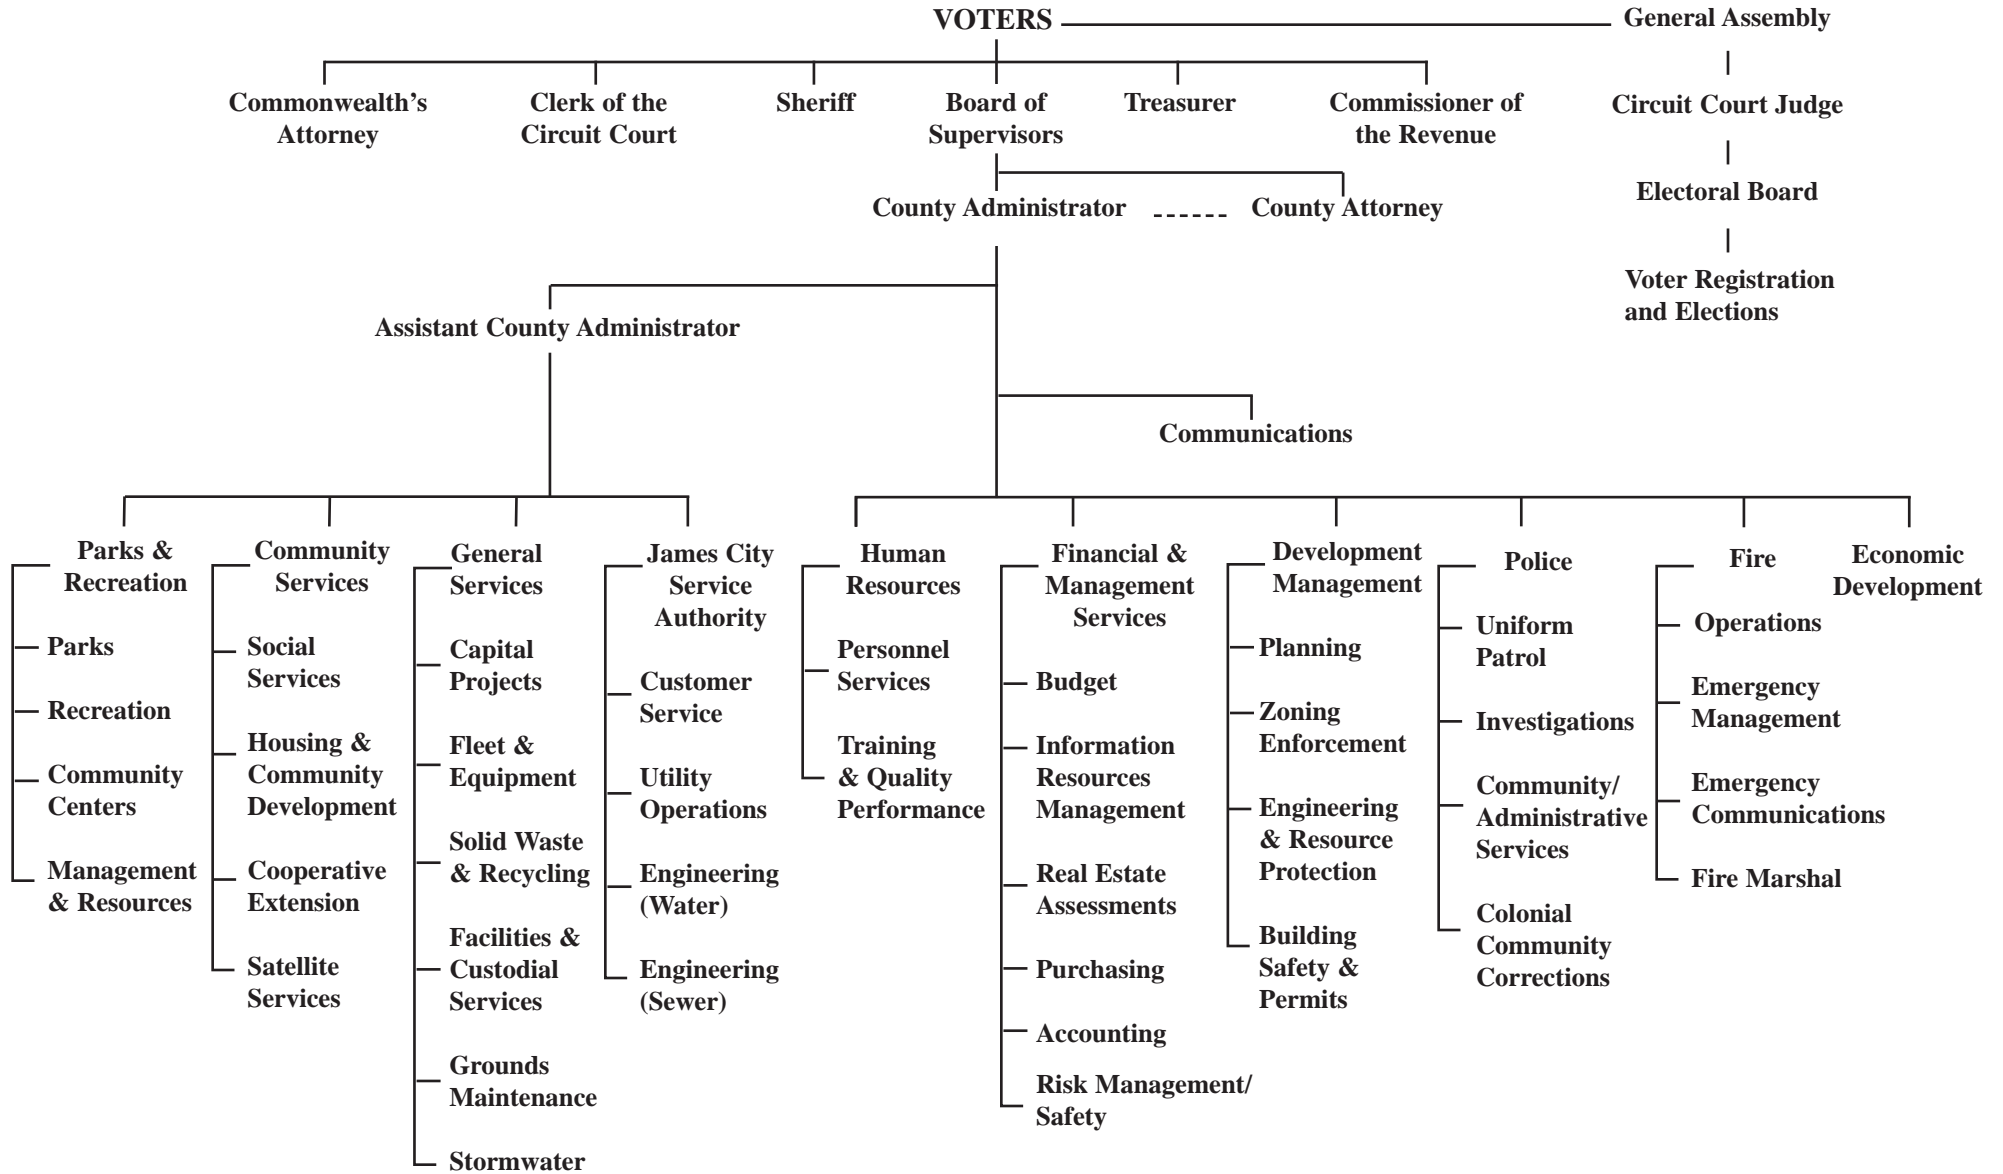 VOTERS
General Assembly
Commonwealth's
Attorney
Clerk of the
Circuit Court
Sheriff
Board of
Supervisors
Treasurer
Commissioner of
the Revenue
Circuit Court Judge
Electoral Board
Voter Registration
and Elections
County Administrator
County Attorney
Assistant County Administrator
Communications
Parks &
Recreation
Parks
Recreation
Community
Centers
Management
& Resources
Community
Services
Social
Services
Housing &
Community
Development
Cooperative
Extension
Satellite
Services
General
Services
Capital
Projects
Fleet &
Equipment
Solid Waste
& Recycling
Facilities &
Custodial
Services
Grounds
Maintenance
Stormwater
James City
Service
Authority
Customer
Service
Utility
Operations
Engineering
(Water)
Engineering
(Sewer)
Human
Resources
Personnel
Services
Training
& Quality
Performance
Financial &
Management
Services
Budget
Information
Resources
Management
Real Estate
Assessments
Purchasing
Accounting
Risk Management/
Safety
Development
Management
Planning
Zoning
Enforcement
Engineering
& Resource
Protection
Building
Safety &
Permits
Police
Uniform
Patrol
Investigations
Community/
Administrative
Services
Colonial
Community
Corrections
Fire
Operations
Emergency
Management
Emergency
Communications
Fire Marshal
Economic
Development